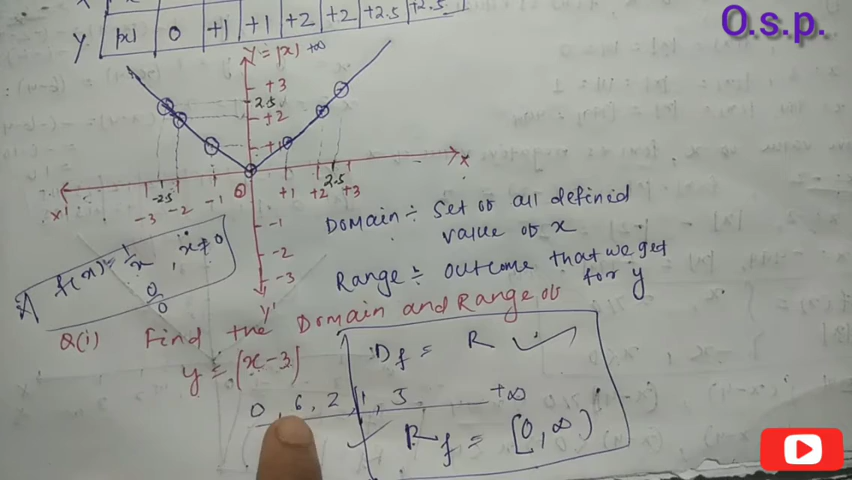 O.s.p.
y |x| 0 +1 +1 +2 +2 +2.5 +2.5
Y=|x| +∞
+3
2.5
+2
+1
x' -3 -2.5 -2 -1 0 +1 +2 2.5 +3 X
-1
-2
-3
Y'
Domain ÷ Set of all defined
value of x
Range ÷ outcome that we get
for y
f(x) = 1/x , x≠0
0/0
Q(i) Find the Domain and Range of
y = |x-3|
0, 6, 2, 1, 3 +∞
Df = R
Rf = [0,∞)